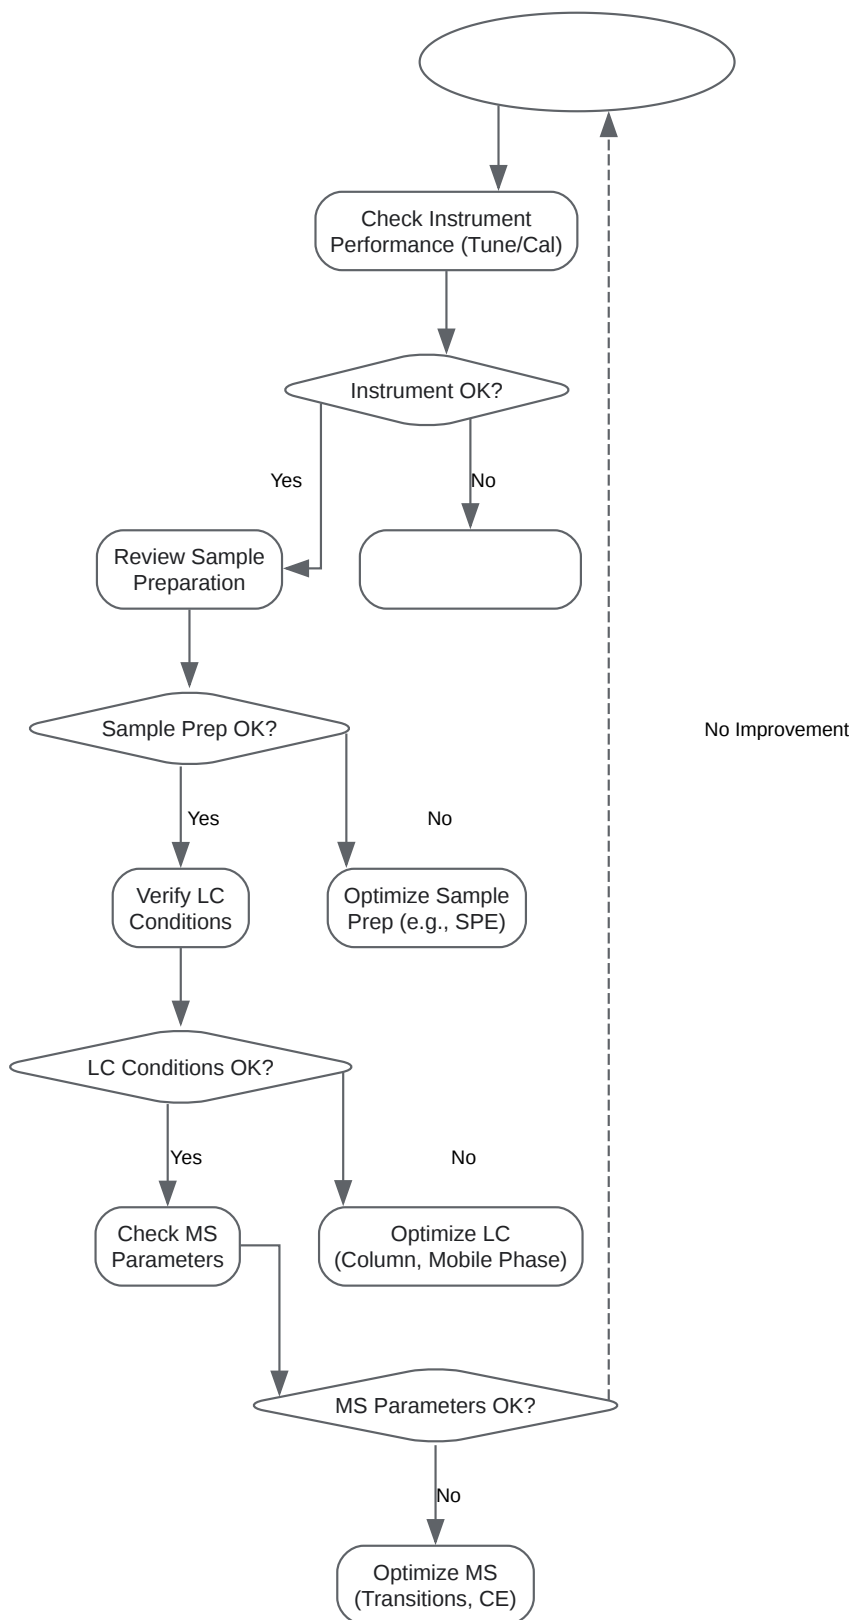 Check Instrument
Performance (Tune/Cal)
Instrument OK?
Yes
No
Review Sample
Preparation
Sample Prep OK?
No Improvement
Yes
No
Verify LC
Conditions
Optimize Sample
Prep (e.g., SPE)
LC Conditions OK?
Yes
No
Check MS
Parameters
Optimize LC
(Column, Mobile Phase)
MS Parameters OK?
No
Optimize MS
(Transitions, CE)